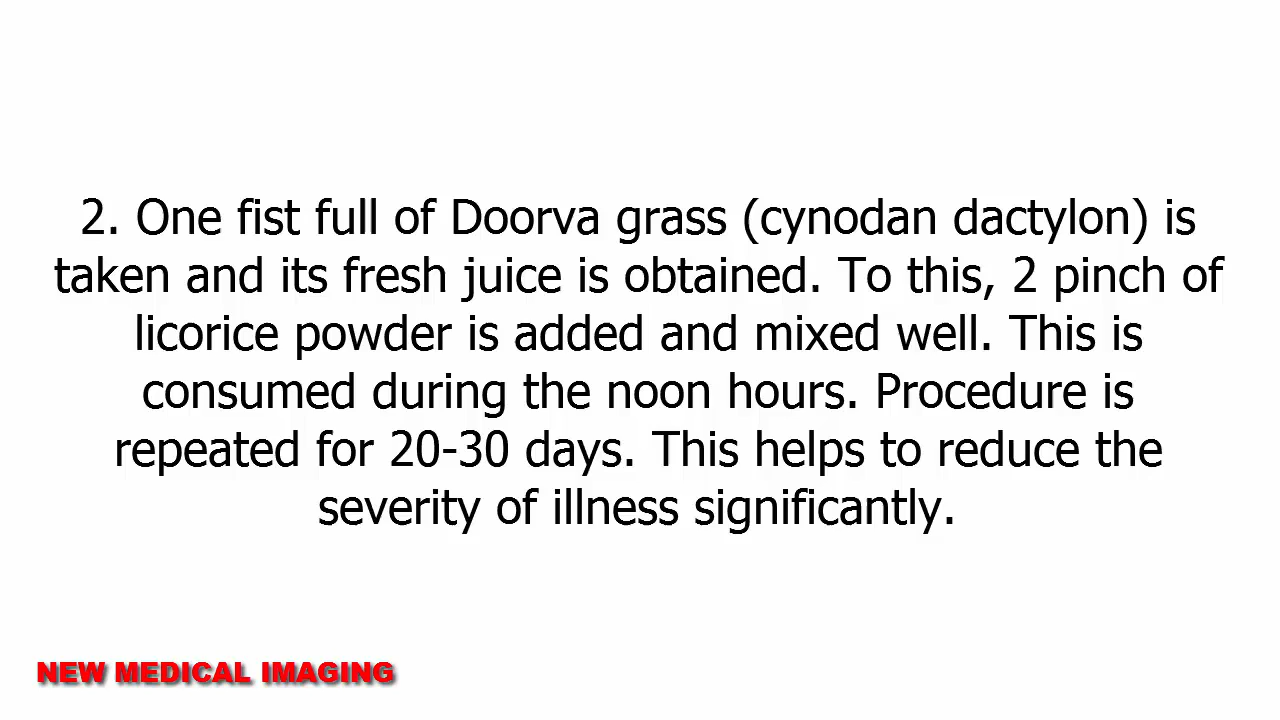 2. One fist full of Doorva grass (cynodan dactylon) is
taken and its fresh juice is obtained. To this, 2 pinch of
licorice powder is added and mixed well. This is
consumed during the noon hours. Procedure is
repeated for 20-30 days. This helps to reduce the
severity of illness significantly.
NEW MEDICAL IMAGING